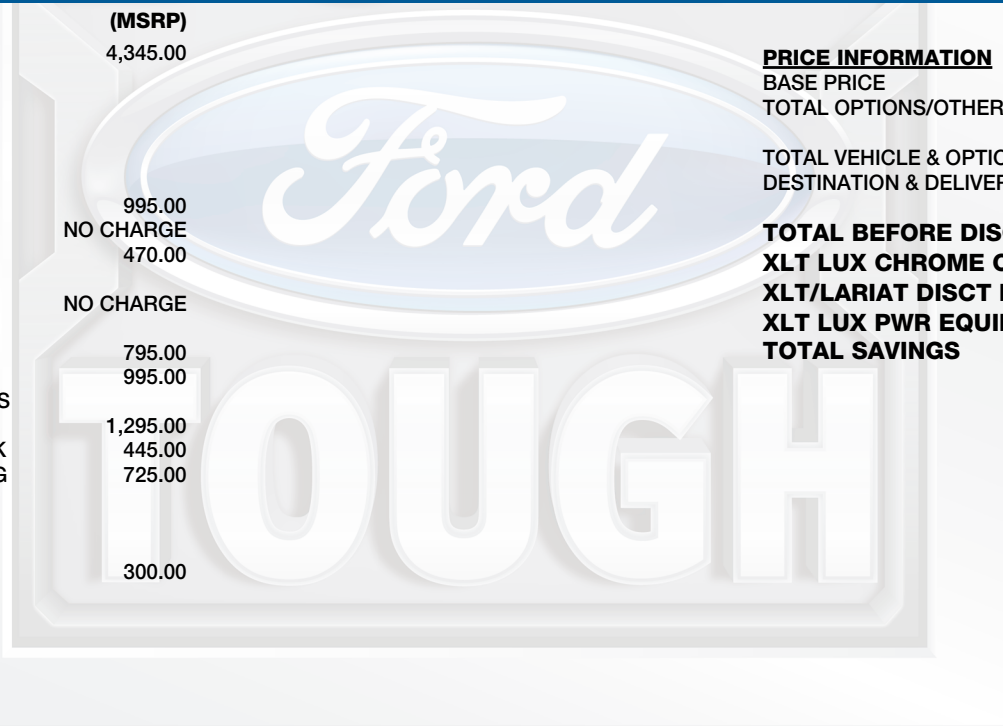 (MSRP)
4,345.00
995.00
NO CHARGE
470.00
NO CHARGE
795.00
995.00
S
1,295.00
K
445.00
G
725.00
300.00
Ford
TOUGH
PRICE INFORMATION
BASE PRICE
TOTAL OPTIONS/OTHER
TOTAL VEHICLE & OPTIO
DESTINATION & DELIVER
TOTAL BEFORE DISC
XLT LUX CHROME C
XLT/LARIAT DISCT
XLT LUX PWR EQUI
TOTAL SAVINGS